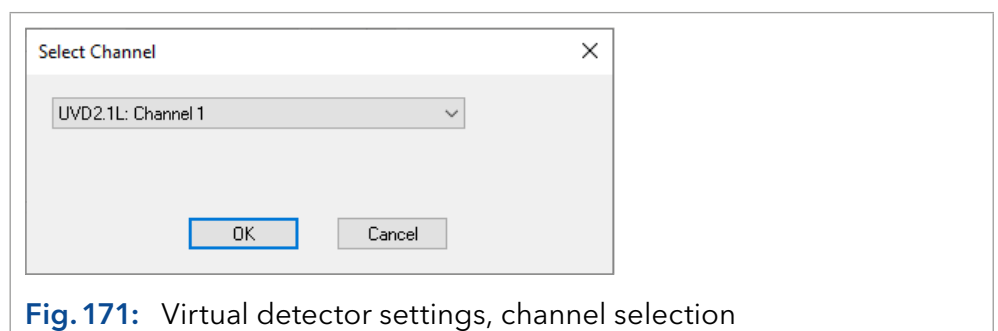 Select Channel
UVD2.1L: Channel 1
OK Cancel
Fig. 171: Virtual detector settings, channel selection